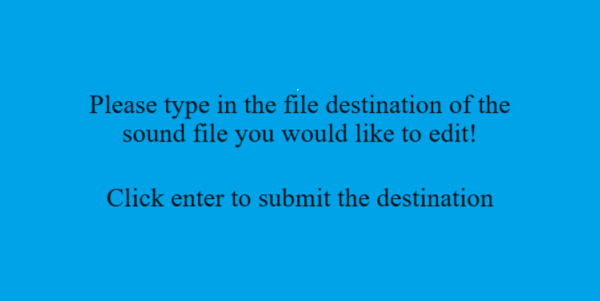 Please type in the file destination of the
sound file you would like to edit!
Click enter to submit the destination